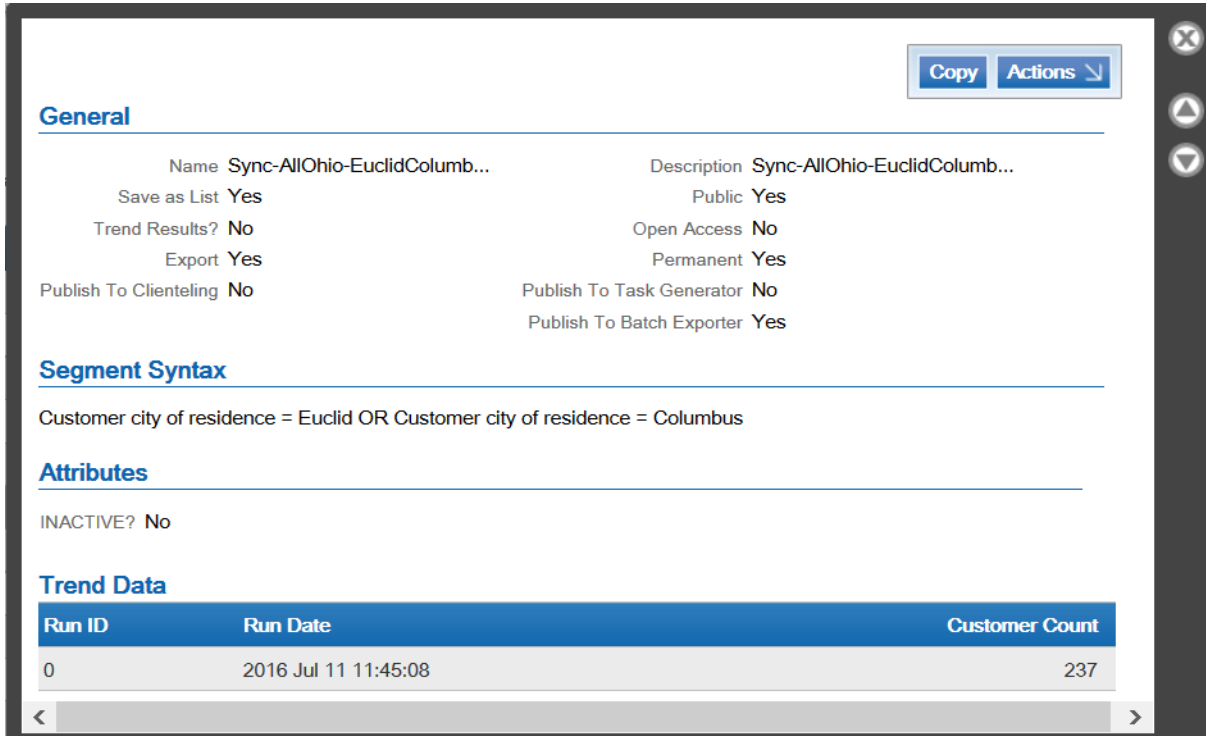 Copy Actions
General
Name Sync-AllOhio-EuclidColumb... Description Sync-AllOhio-EuclidColumb...
Save as List Yes Public Yes
Trend Results? No Open Access No
Export Yes Permanent Yes
Publish To Clienteling No Publish To Task Generator No
Publish To Batch Exporter Yes
Segment Syntax
Customer city of residence = Euclid OR Customer city of residence = Columbus
Attributes
INACTIVE? No
Trend Data
Run ID Run Date Customer Count
0 2016 Jul 11 11:45:08 237